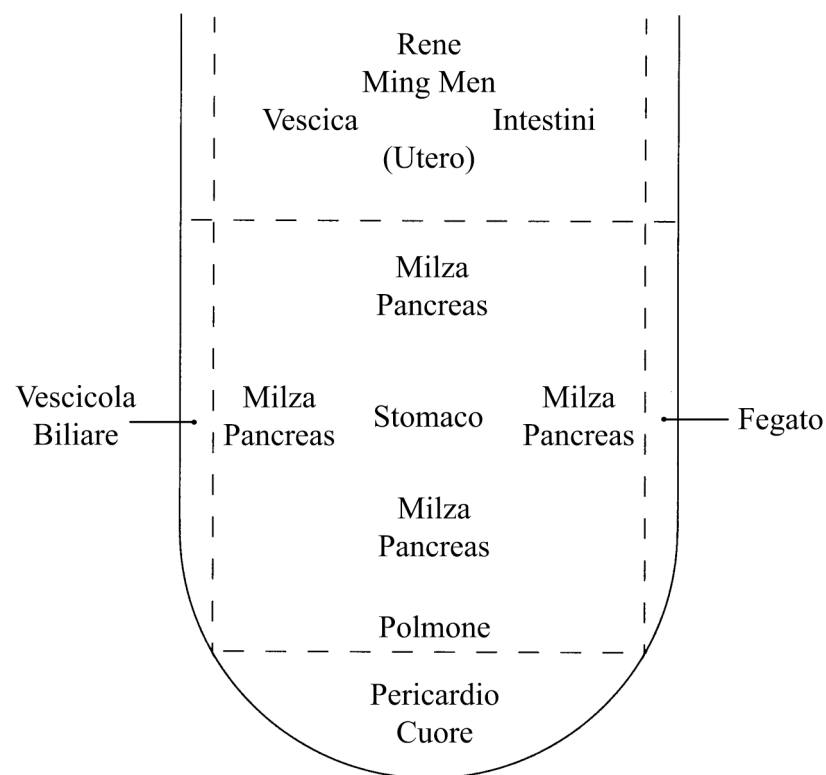 Rene
Ming Men
Vescica Intestini
(Utero)
Milza
Pancreas
Vescicola
Biliare
Milza
Pancreas
Stomaco
Milza
Pancreas
Fegato
Milza
Pancreas
Polmone
Pericardio
Cuore